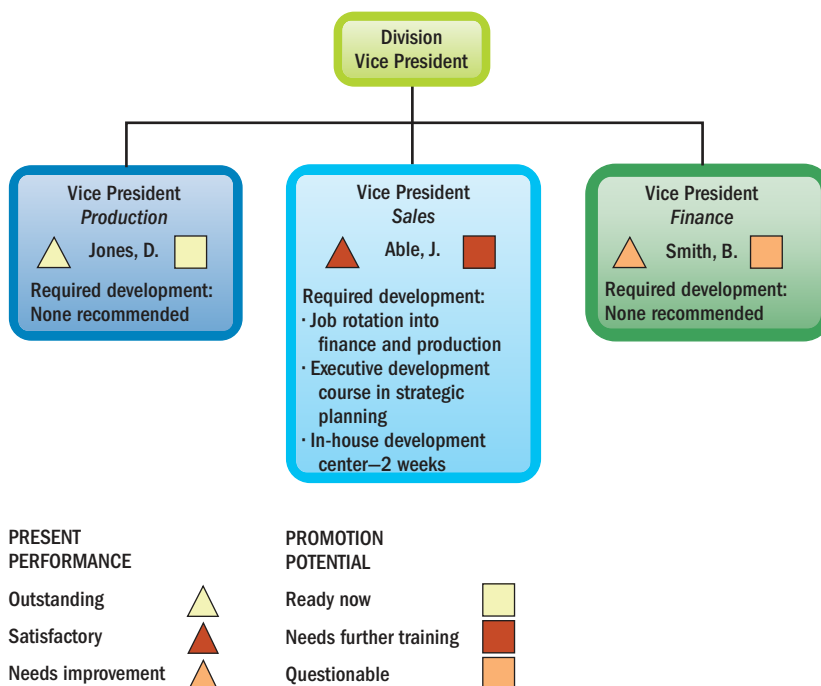 Division
Vice President
Vice President
Production
Jones, D.
Required development:
None recommended
Vice President
Sales
Able, J.
Required development:
· Job rotation into
finance and production
· Executive development
course in strategic
planning
· In-house development
center—2 weeks
Vice President
Finance
Smith, B.
Required development:
None recommended
PRESENT
PERFORMANCE
Outstanding
Satisfactory
Needs improvement
PROMOTION
POTENTIAL
Ready now
Needs further training
Questionable